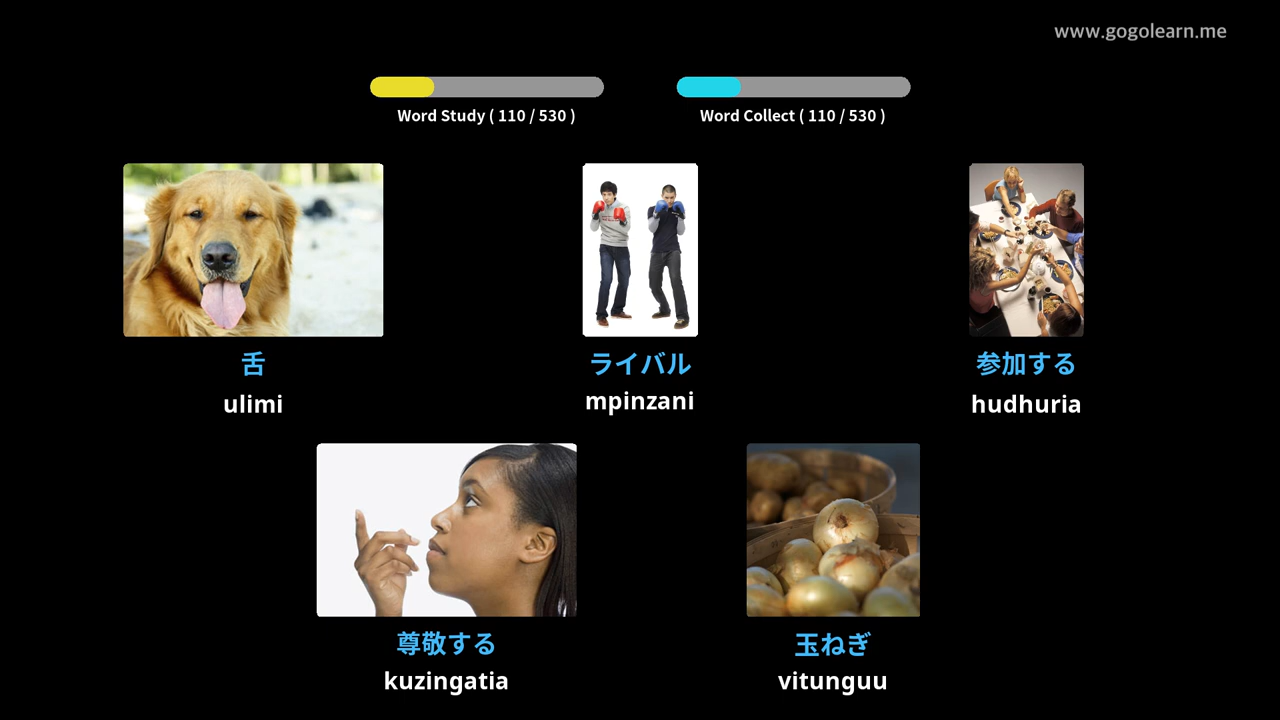 www.gogolearn.me
Word Study ( 110 / 530 )
Word Collect ( 110 / 530 )
舌
ulimi
ライバル
mpinzani
参加する
hudhuria
尊敬する
kuzingatia
玉ねぎ
vitunguu